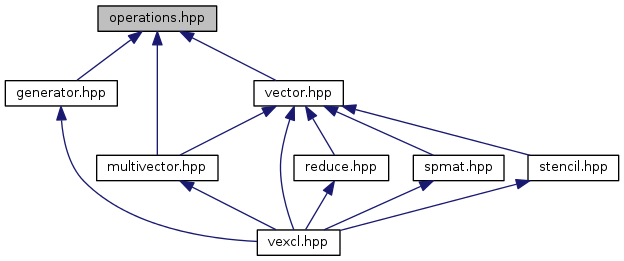 operations.hpp
generator.hpp
vector.hpp
multivector.hpp
reduce.hpp
spmat.hpp
stencil.hpp
vexcl.hpp